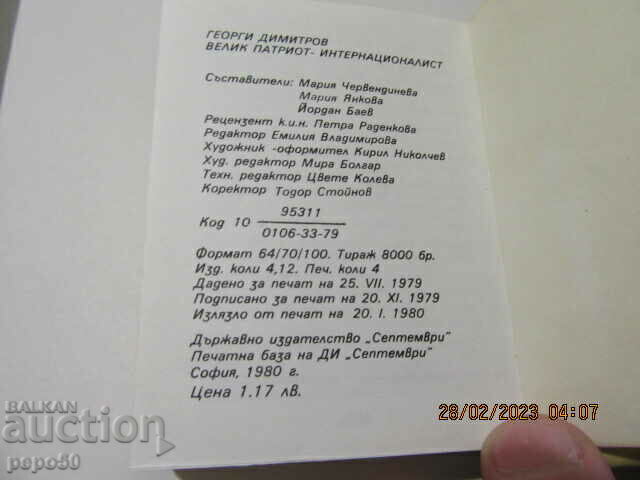 ГЕОРГИ ДИМИТРОВ
ВЕЛИК ПАТРИОТ- ИНТЕРНАЦИОНАЛИСТ
Съставители: Мария Червендинева
Мария Янкова
Йордан Баев
Рецензент к.и.н. Петра Раденкова
Редактор Емилия Владимирова
Художник -оформител Кирил Николчев
Худ. редактор Мира Болгар
Техн. редактор Цвете Колева
Коректор Тодор Стойнов
95311
Код 10
0106-33-79
Формат 64/70/100. Тираж 8000 бр.
Изд. коли 4,12. Печ. коли 4
Дадено за печат на 25. VII. 1979
Подписано за печат на 20. XI. 1979
Излязло от печат на 20. I. 1980
Държавно издателство „Септември"
Печатна база на ДИ „Септември"
София, 1980 г.
Цена 1.17 лв.
BALKAN
auction
pepo50
28/02/2023 04:07